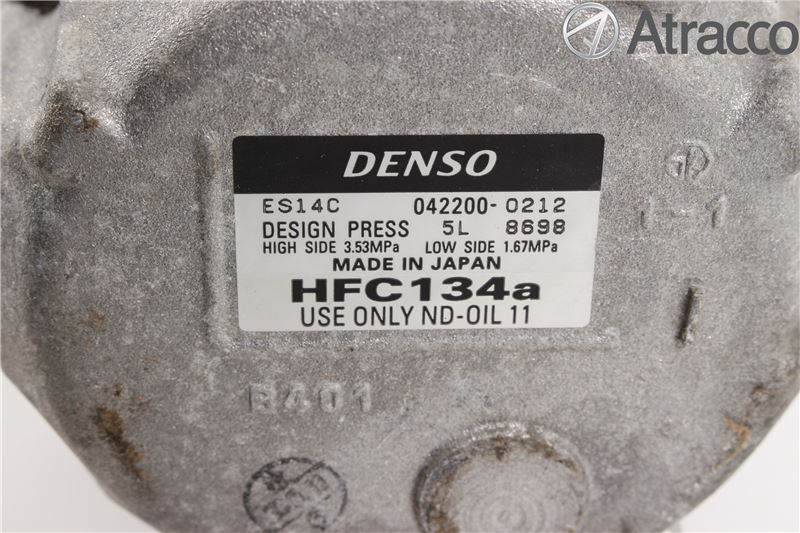 Atracco
DENSO
ES14C 042200-0212
DESIGN PRESS 5L 8698
HIGH SIDE 3.53MPa LOW SIDE 1.67MPa
MADE IN JAPAN
HFC134a
USE ONLY ND-OIL 11
B401